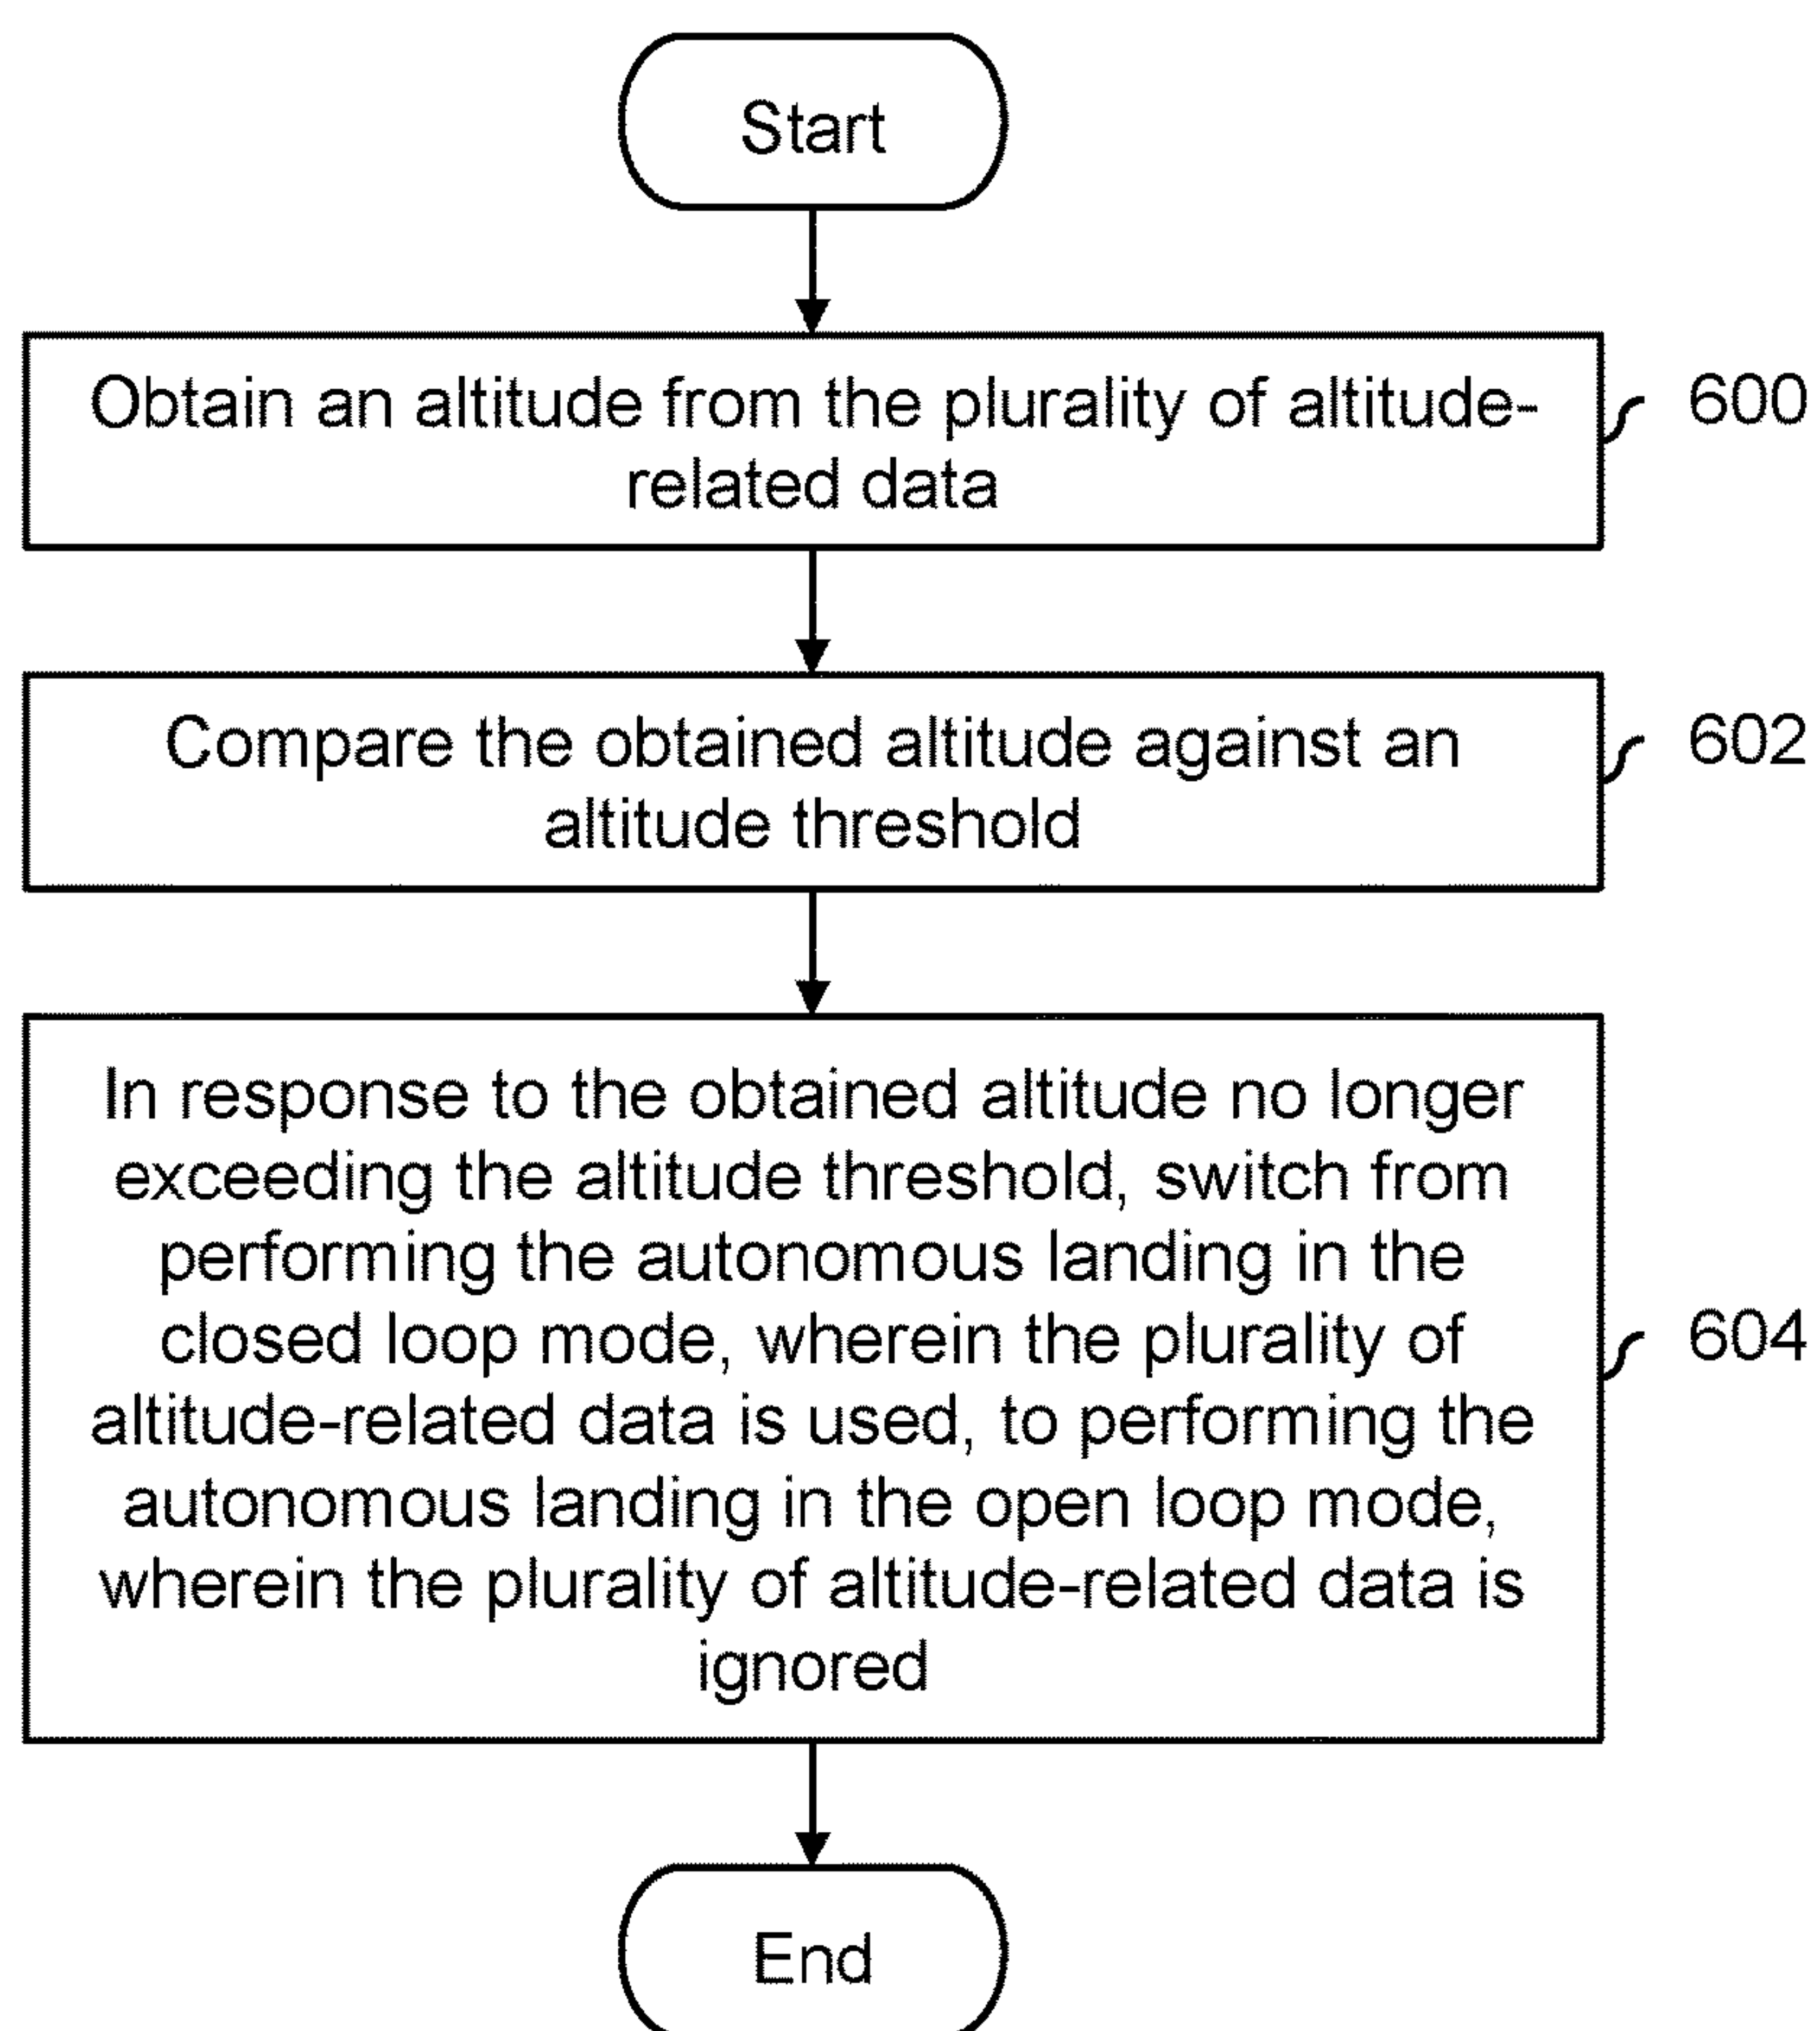 Start
Obtain an altitude from the plurality of altitude-
related data
600
Compare the obtained altitude against an
altitude threshold
602
In response to the obtained altitude no longer
exceeding the altitude threshold, switch from
performing the autonomous landing in the
closed loop mode, wherein the plurality of
altitude-related data is used, to performing the
autonomous landing in the open loop mode,
wherein the plurality of altitude-related data is
ignored
604
End